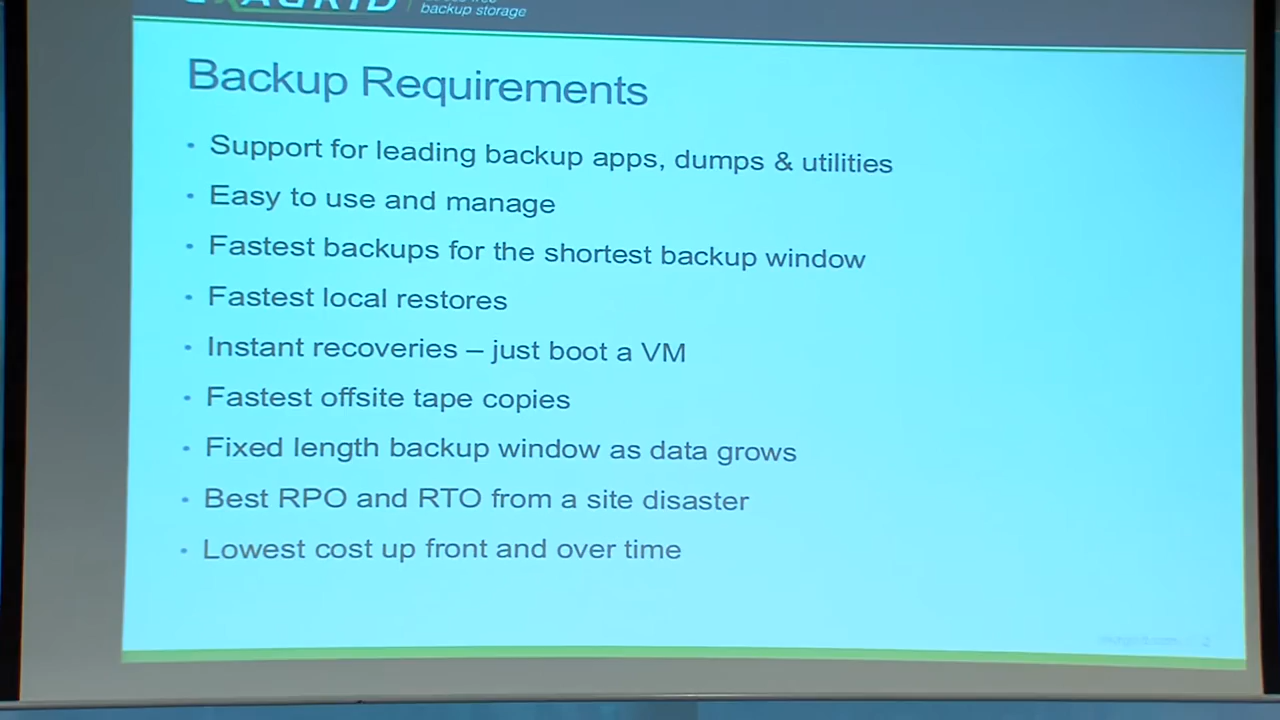 backup storage
Backup Requirements
• Support for leading backup apps, dumps & utilities
• Easy to use and manage
• Fastest backups for the shortest backup window
• Fastest local restores
• Instant recoveries – just boot a VM
• Fastest offsite tape copies
• Fixed length backup window as data grows
• Best RPO and RTO from a site disaster
• Lowest cost up front and over time